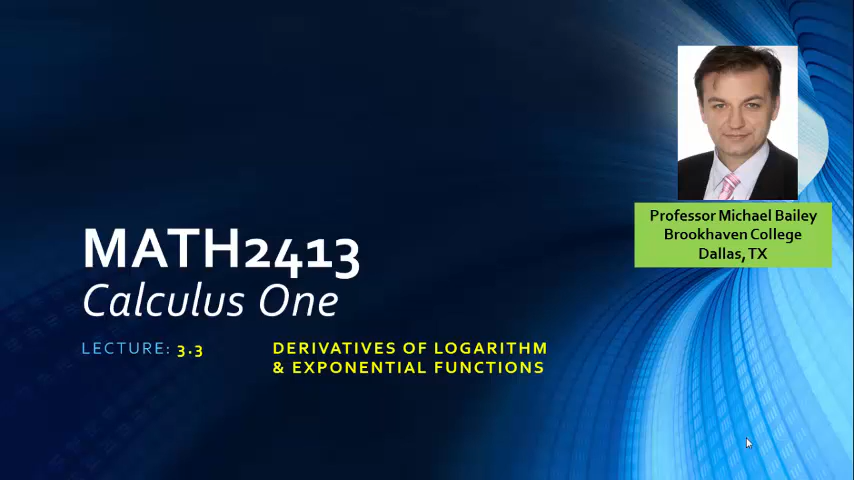 Professor Michael Bailey
Brookhaven College
Dallas, TX
MATH2413
Calculus One
LECTURE: 3.3
DERIVATIVES OF LOGARITHM
& EXPONENTIAL FUNCTIONS